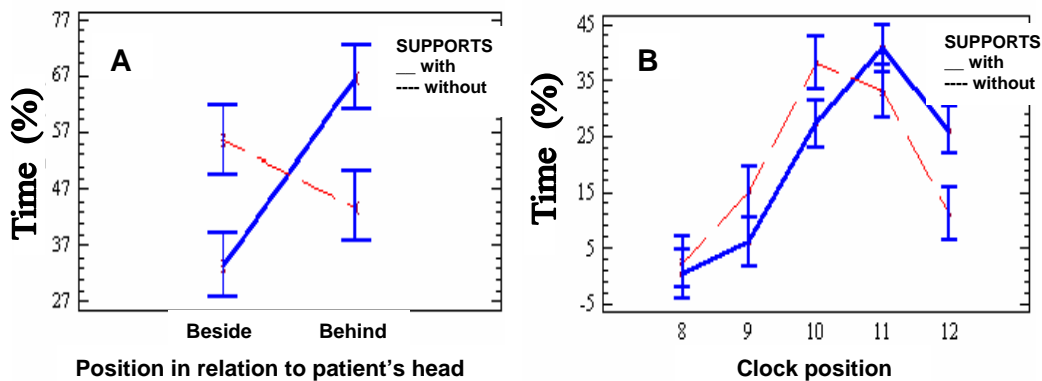 A
SUPPORTS
__ with
---- without
Time (%)
77
67
57
47
37
27
Beside Behind
Position in relation to patient's head
B
SUPPORTS
__ with
---- without
Time (%)
45
35
25
15
5
-5
8 9 10 11 12
Clock position